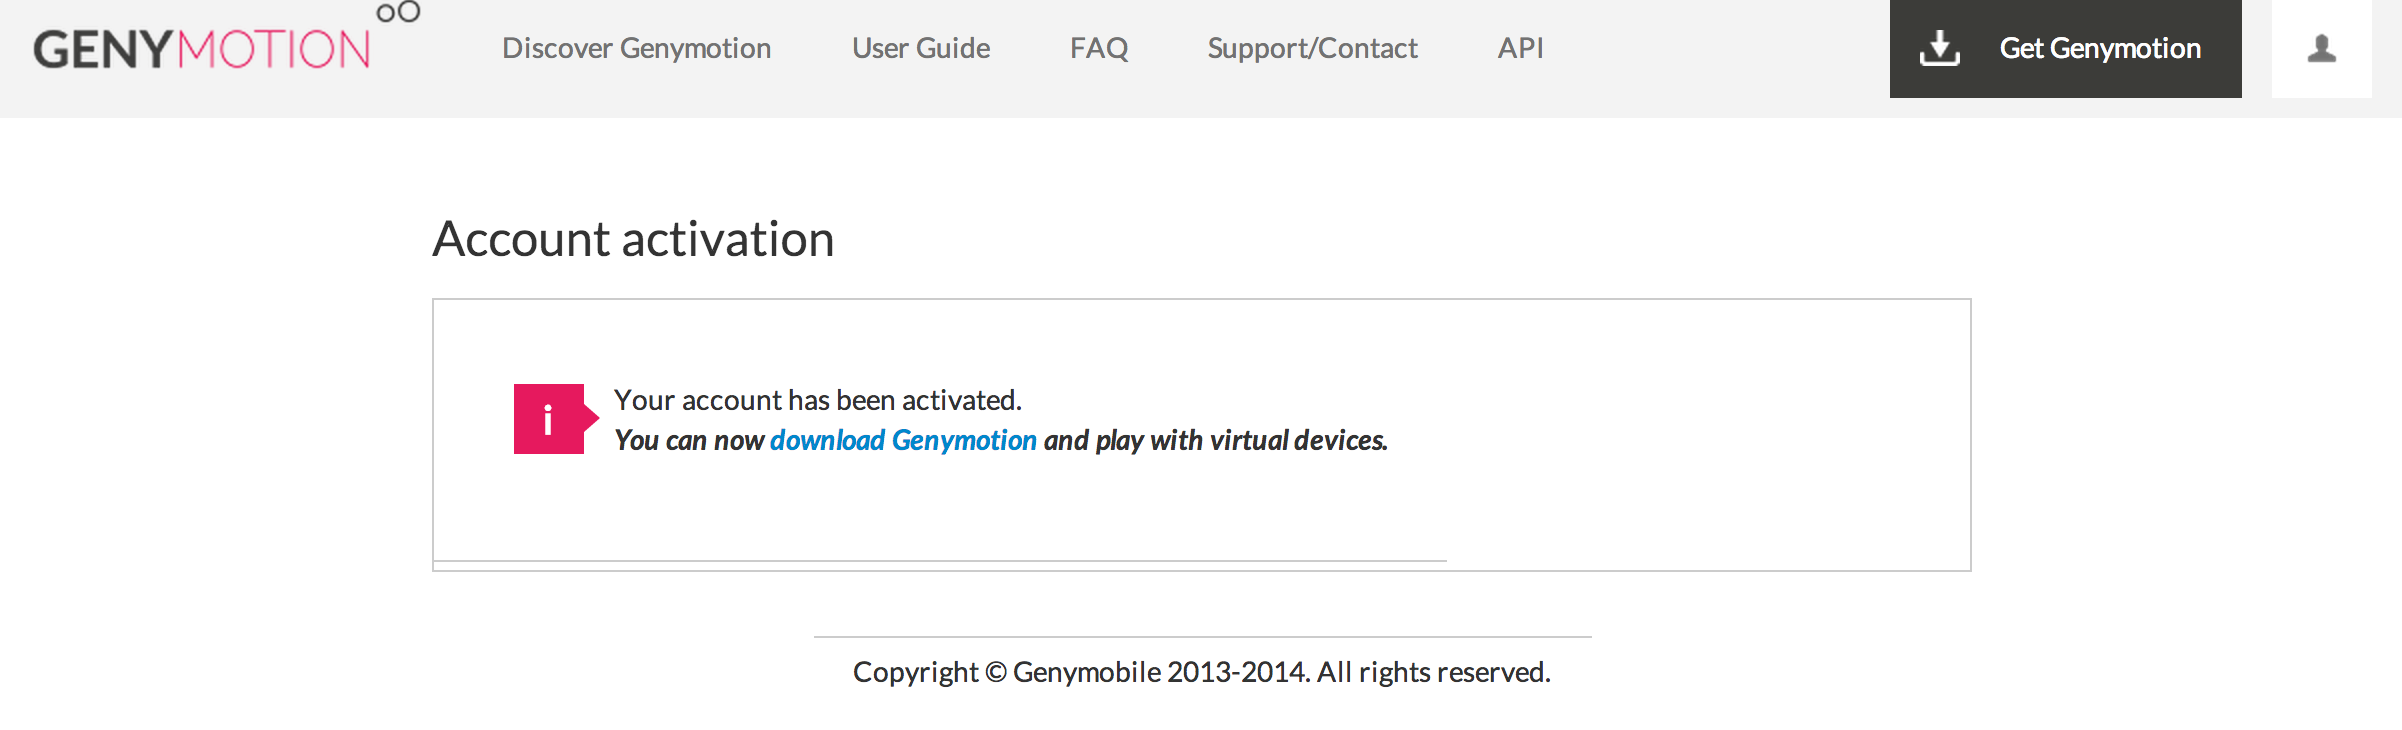 GENYMOTION
Discover Genymotion
User Guide
FAQ
Support/Contact
API
Get Genymotion
Account activation
i
Your account has been activated.
You can now download Genymotion and play with virtual devices.
Copyright © Genymobile 2013-2014. All rights reserved.